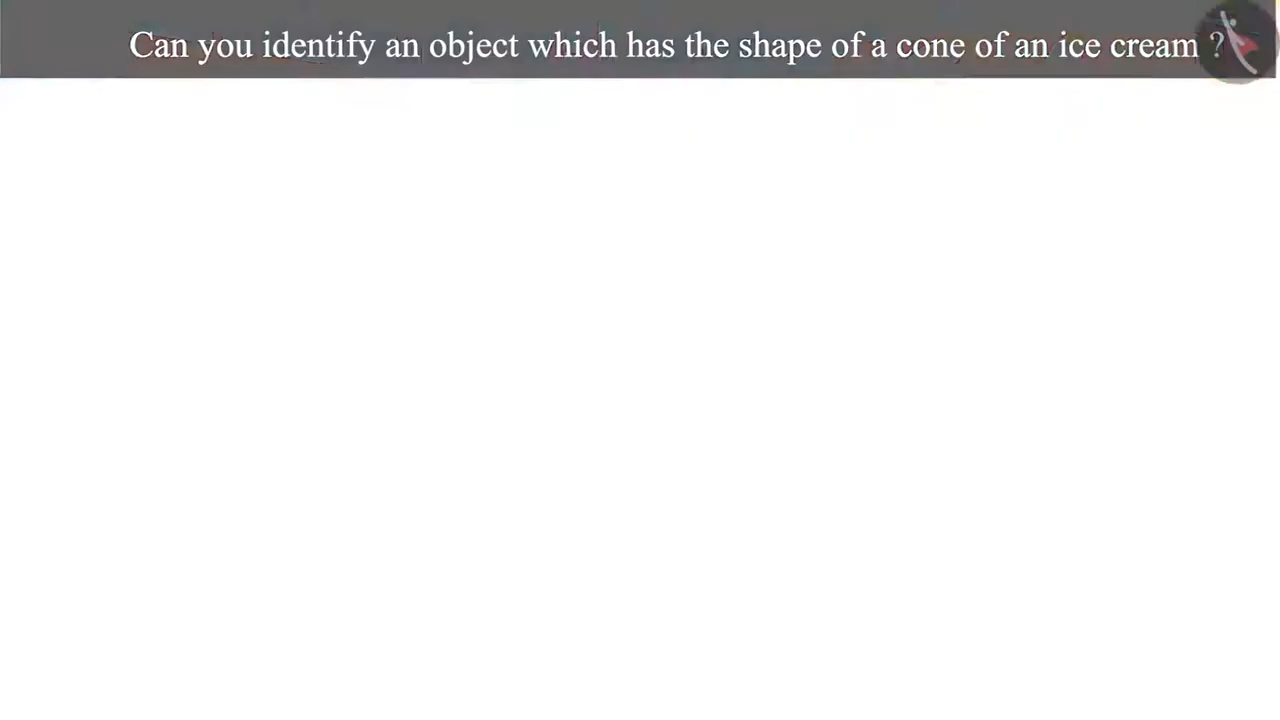 Can you identify an object which has the shape of a cone of an ice cream ?